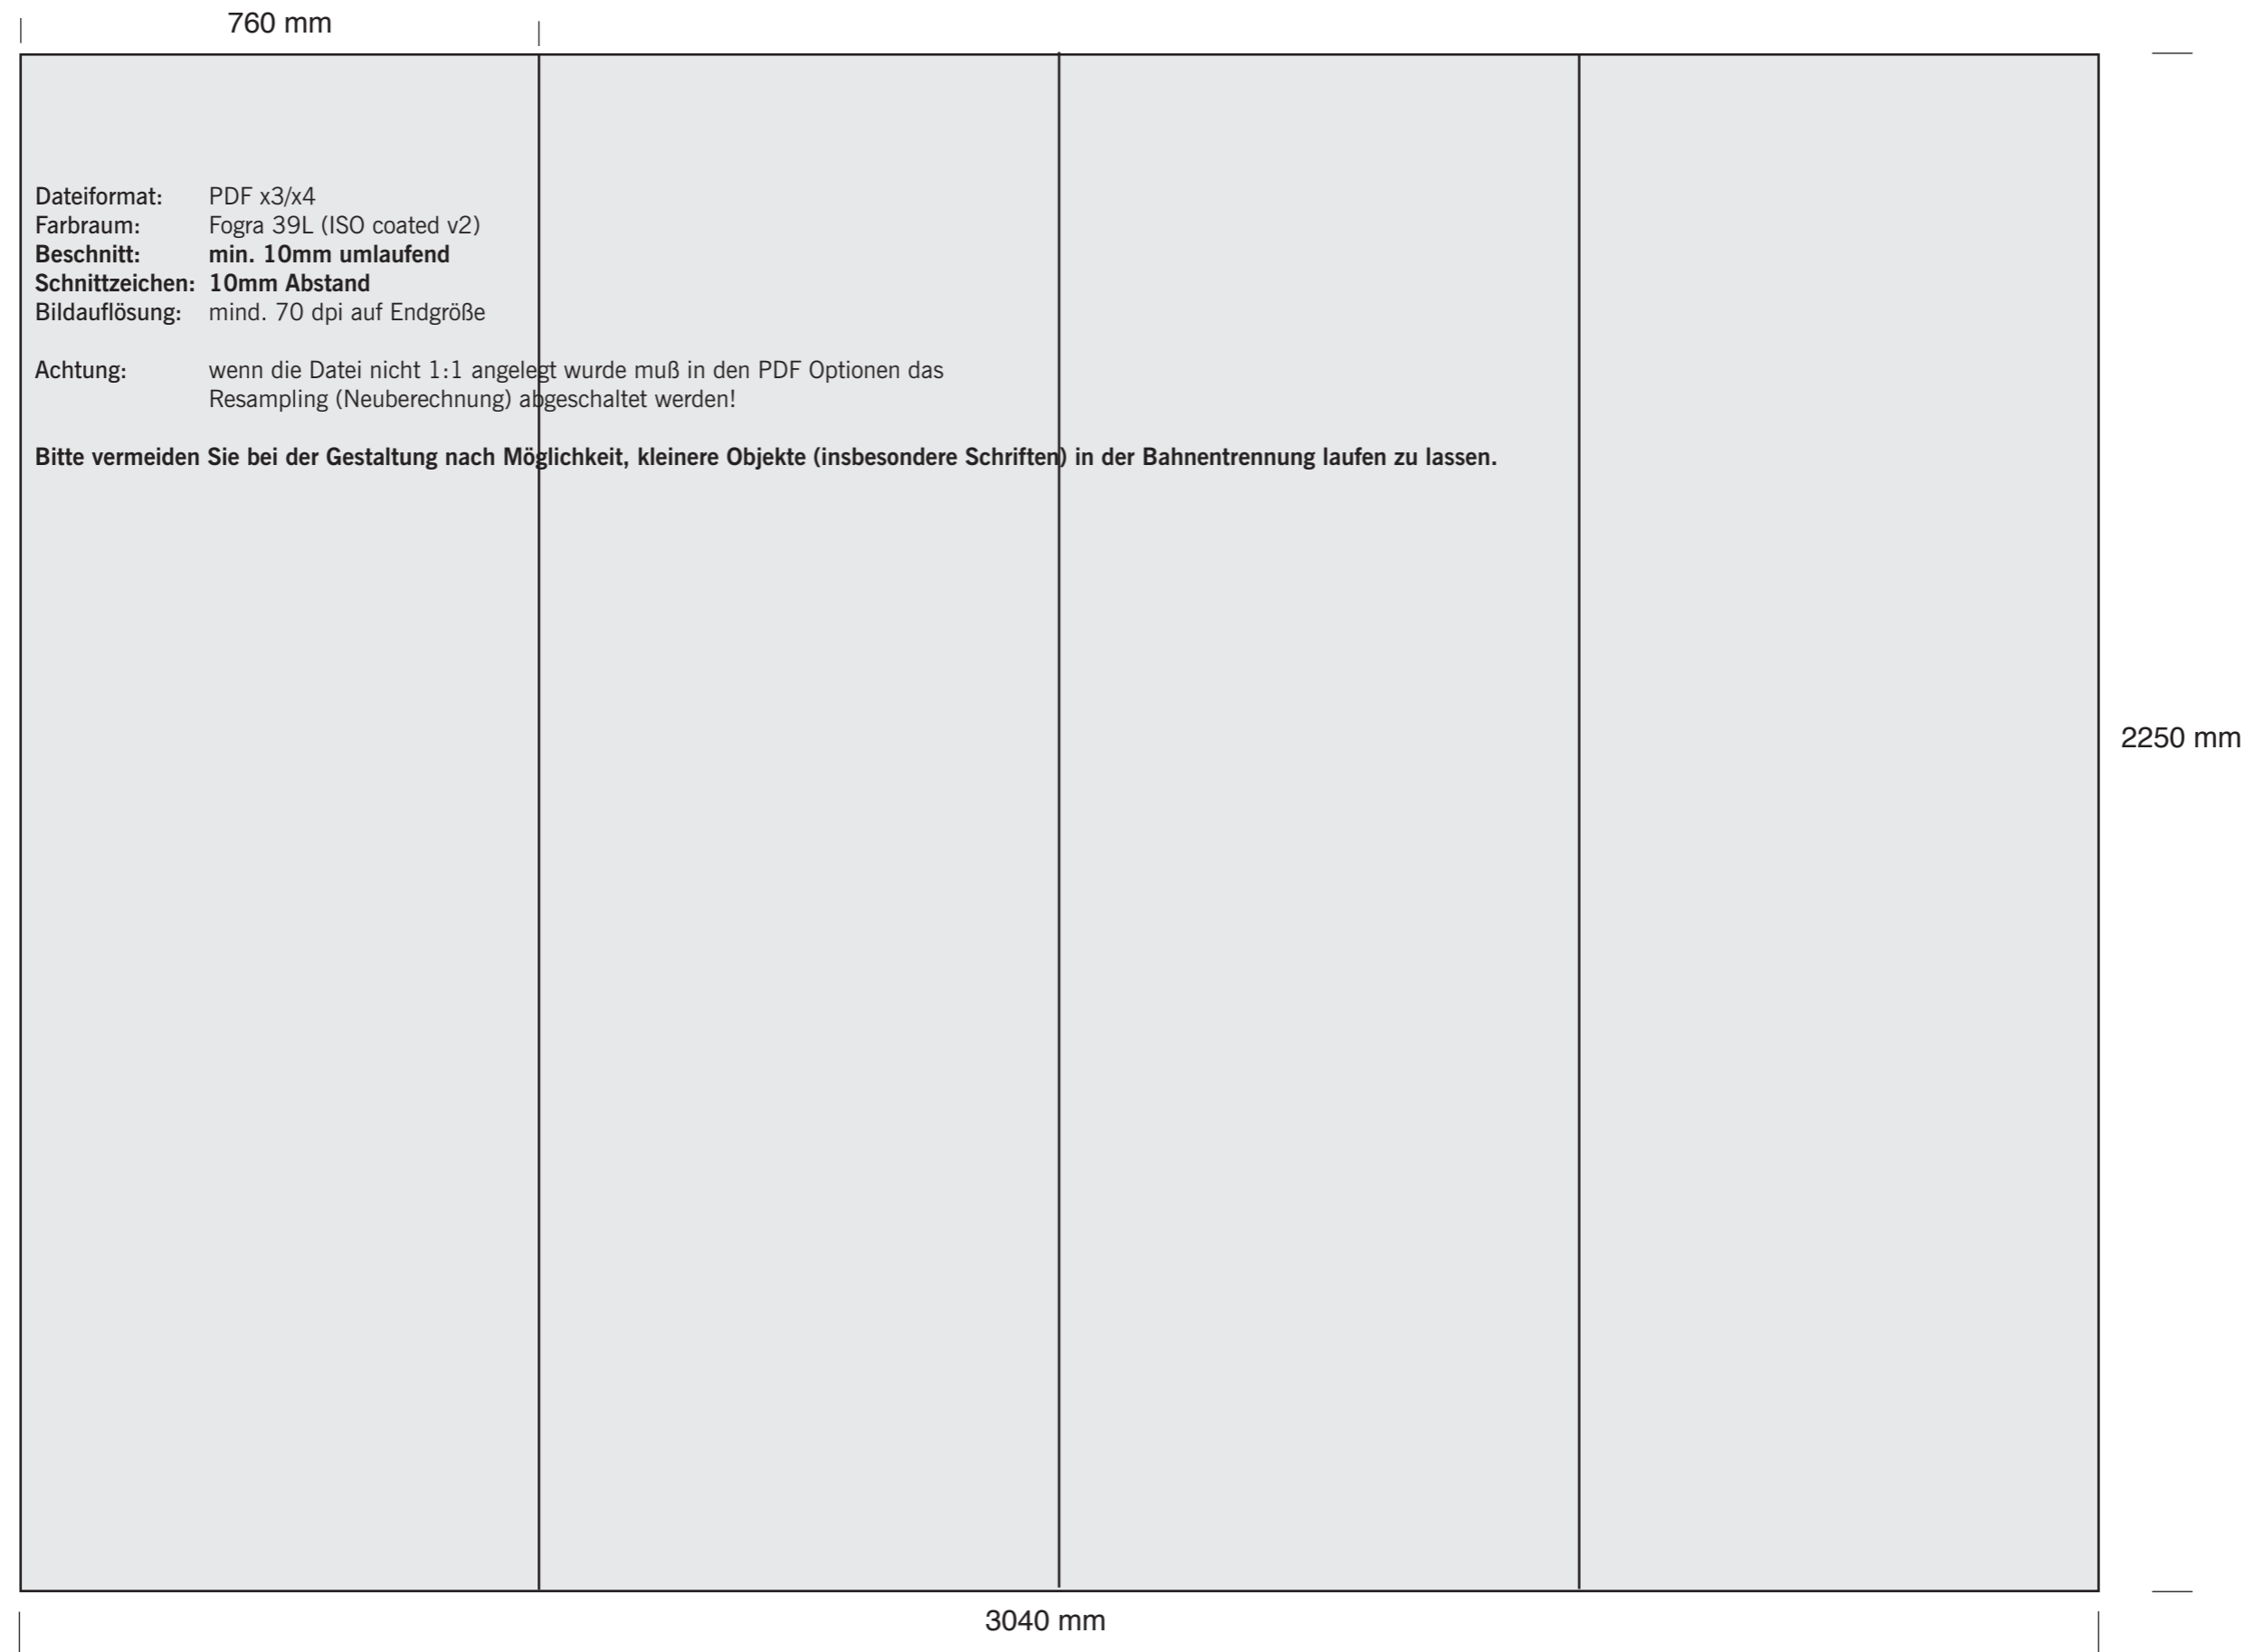 760 mm
Dateiformat: PDF x3/x4
Farbraum: Fogra 39L (ISO coated v2)
Beschnitt: min. 10mm umlaufend
Schnittzeichen: 10mm Abstand
Bildauflösung: mind. 70 dpi auf Endgröße
Achtung: wenn die Datei nicht 1:1 angelegt wurde muß in den PDF Optionen das
Resampling (Neuberechnung) abgeschaltet werden!
Bitte vermeiden Sie bei der Gestaltung nach Möglichkeit, kleinere Objekte (insbesondere Schriften) in der Bahnentrennung laufen zu lassen.
2250 mm
3040 mm